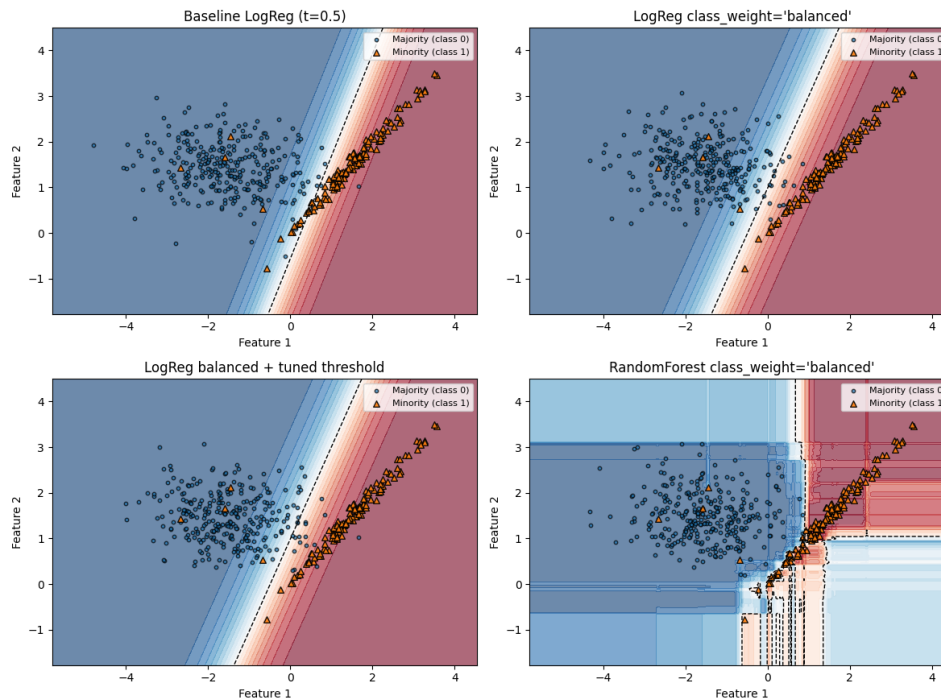 Baseline LogReg (t=0.5)
Majority (class 0)
Minority (class 1)
4
3
2
1
0
−1
Feature 2
−4
−2
0
2
4
Feature 1
LogReg class_weight='balanced'
Majority (class 0
Minority (class 1
4
3
2
1
0
−1
Feature 2
−4
−2
0
2
4
Feature 1
LogReg balanced + tuned threshold
Majority (class 0)
Minority (class 1)
4
3
2
1
0
−1
Feature 2
−4
−2
0
2
4
Feature 1
RandomForest class_weight='balanced'
Majority (class 0
Minority (class 1
4
3
2
1
0
−1
Feature 2
−4
−2
0
2
4
Feature 1